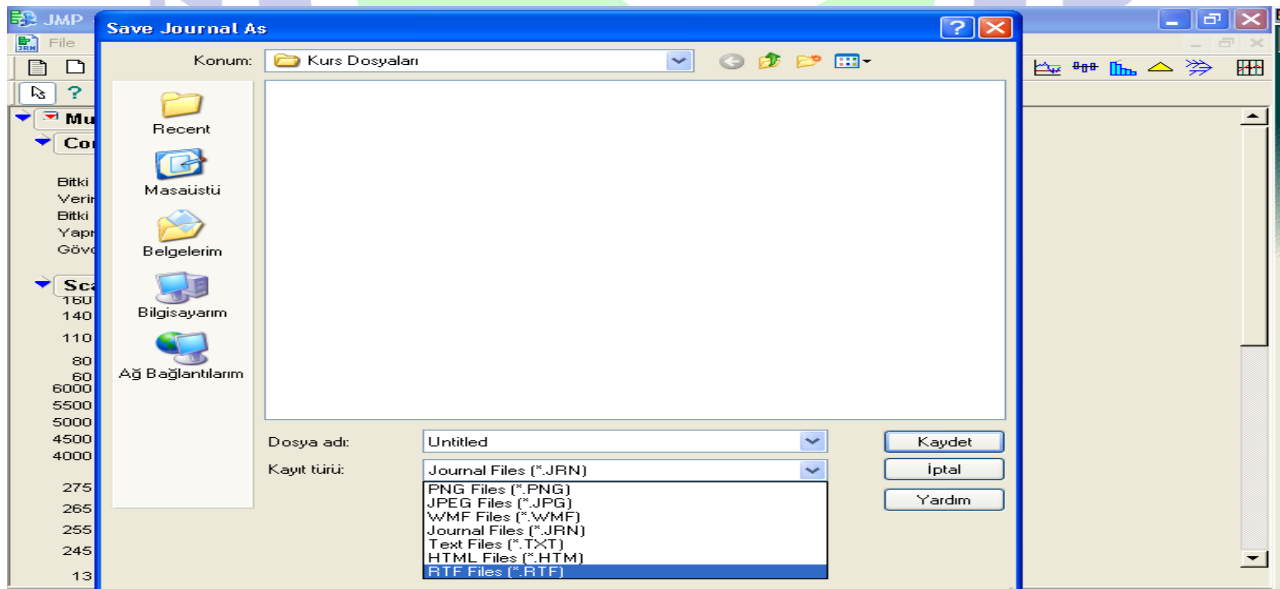 JMP
Save Journal As
File
Konum:
Kurs Dosyaları
Mu
Recent
Masaüstü
Bitki
Verir
Bitki
Belgelerim
160
140
Bilgisayarım
110
80
60
Ağ Bağlantılarım
6000
5500
5000
4500
Dosya adı:
Untitled
Kaydet
4000
Kayıt türü:
Journal Files (*.JRN)
İptal
275
PNG Files (*.PNG)
JPEG Files (*.JPG)
Yardım
265
WMF Files (*.WMF)
255
Journal Files (*.JRN)
Text Files (*.TXT)
245
HTML Files (*.HTM)
RTF Files (*.RTF)
13